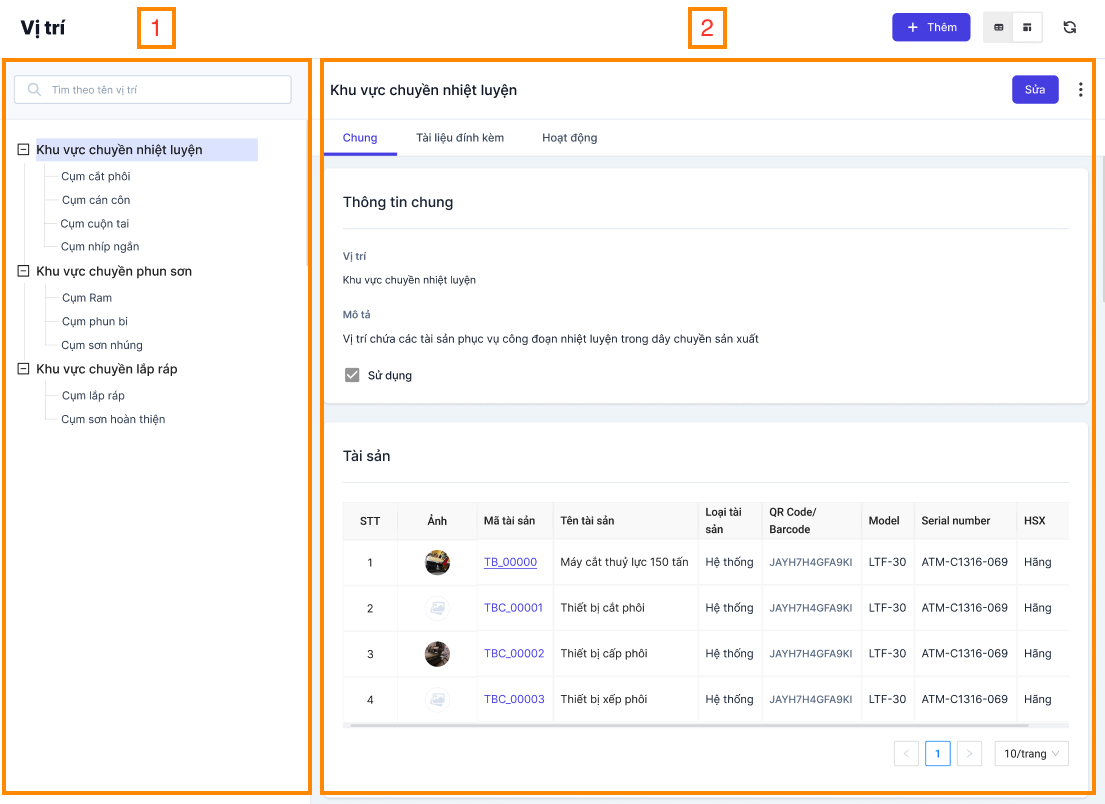 Vị trí
1
2
Thêm
Tìm theo tên vị trí
Khu vực chuyền nhiệt luyện
Cụm cắt phôi
Cụm cán côn
Cụm cuộn tai
Cụm nhíp ngắn
Khu vực chuyền phun sơn
Cụm Ram
Cụm phun bi
Cụm sơn nhúng
Khu vực chuyền lắp ráp
Cụm lắp ráp
Cụm sơn hoàn thiện
Khu vực chuyền nhiệt luyện
Sửa
Chung Tài liệu đính kèm Hoạt động
Thông tin chung
Vị trí
Khu vực chuyền nhiệt luyện
Mô tả
Vị trí chứa các tài sản phục vụ công đoạn nhiệt luyện trong dây chuyền sản xuất
Sử dụng
Tài sản
STT Ảnh Mã tài sản Tên tài sản Loại tài sản QR Code/ Barcode Model Serial number HSX
1 TB_00000 Máy cắt thuỷ lực 150 tấn Hệ thống JAYH7H4GFA9KI LTF-30 ATM-C1316-069 Hãng
2 TBC_00001 Thiết bị cắt phôi Hệ thống JAYH7H4GFA9KI LTF-30 ATM-C1316-069 Hãng
3 TBC_00002 Thiết bị cấp phôi Hệ thống JAYH7H4GFA9KI LTF-30 ATM-C1316-069 Hãng
4 TBC_00003 Thiết bị xếp phôi Hệ thống JAYH7H4GFA9KI LTF-30 ATM-C1316-069 Hãng
1 10/trang